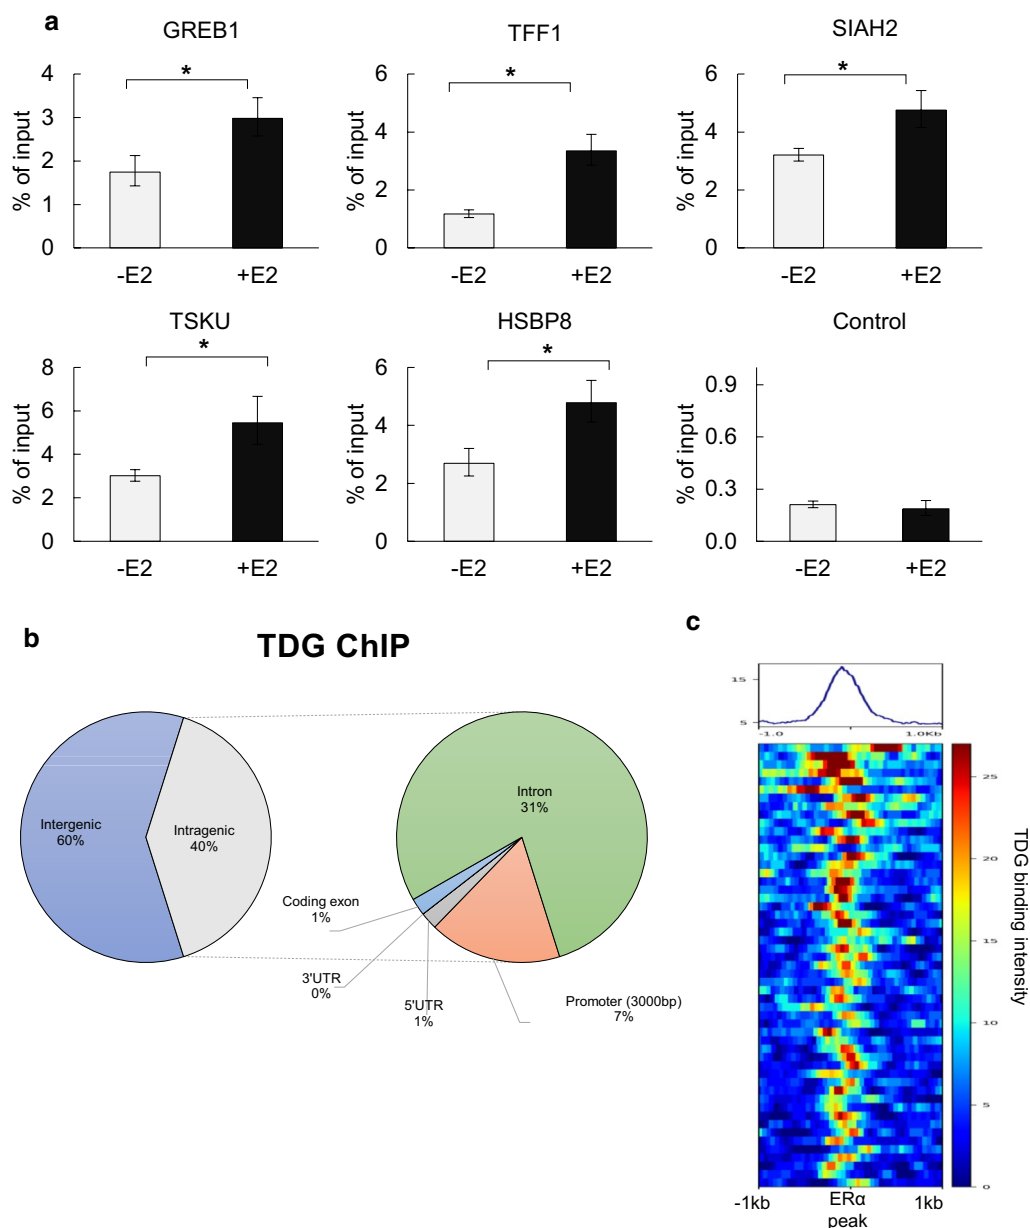 a
GREB1
4
3
2
1
0
% of input
*
-E2
+E2
TFF1
6
4
2
0
% of input
*
-E2
+E2
SIAH2
6
4
2
0
% of input
*
-E2
+E2
TSKU
8
6
4
2
0
% of input
*
-E2
+E2
HSBP8
6
4
2
0
% of input
*
-E2
+E2
Control
0.9
0.6
0.3
0.0
% of input
-E2
+E2
b
TDG ChIP
Intergenic
60%
Intragenic
40%
Intron
31%
Coding exon
1%
3'UTR
0%
5'UTR
1%
Promoter (3000bp)
7%
c
15
5
-1.0
1.0Kb
25
20
15
10
5
0
TDG binding intensity
-1kb
ERα
peak
1kb